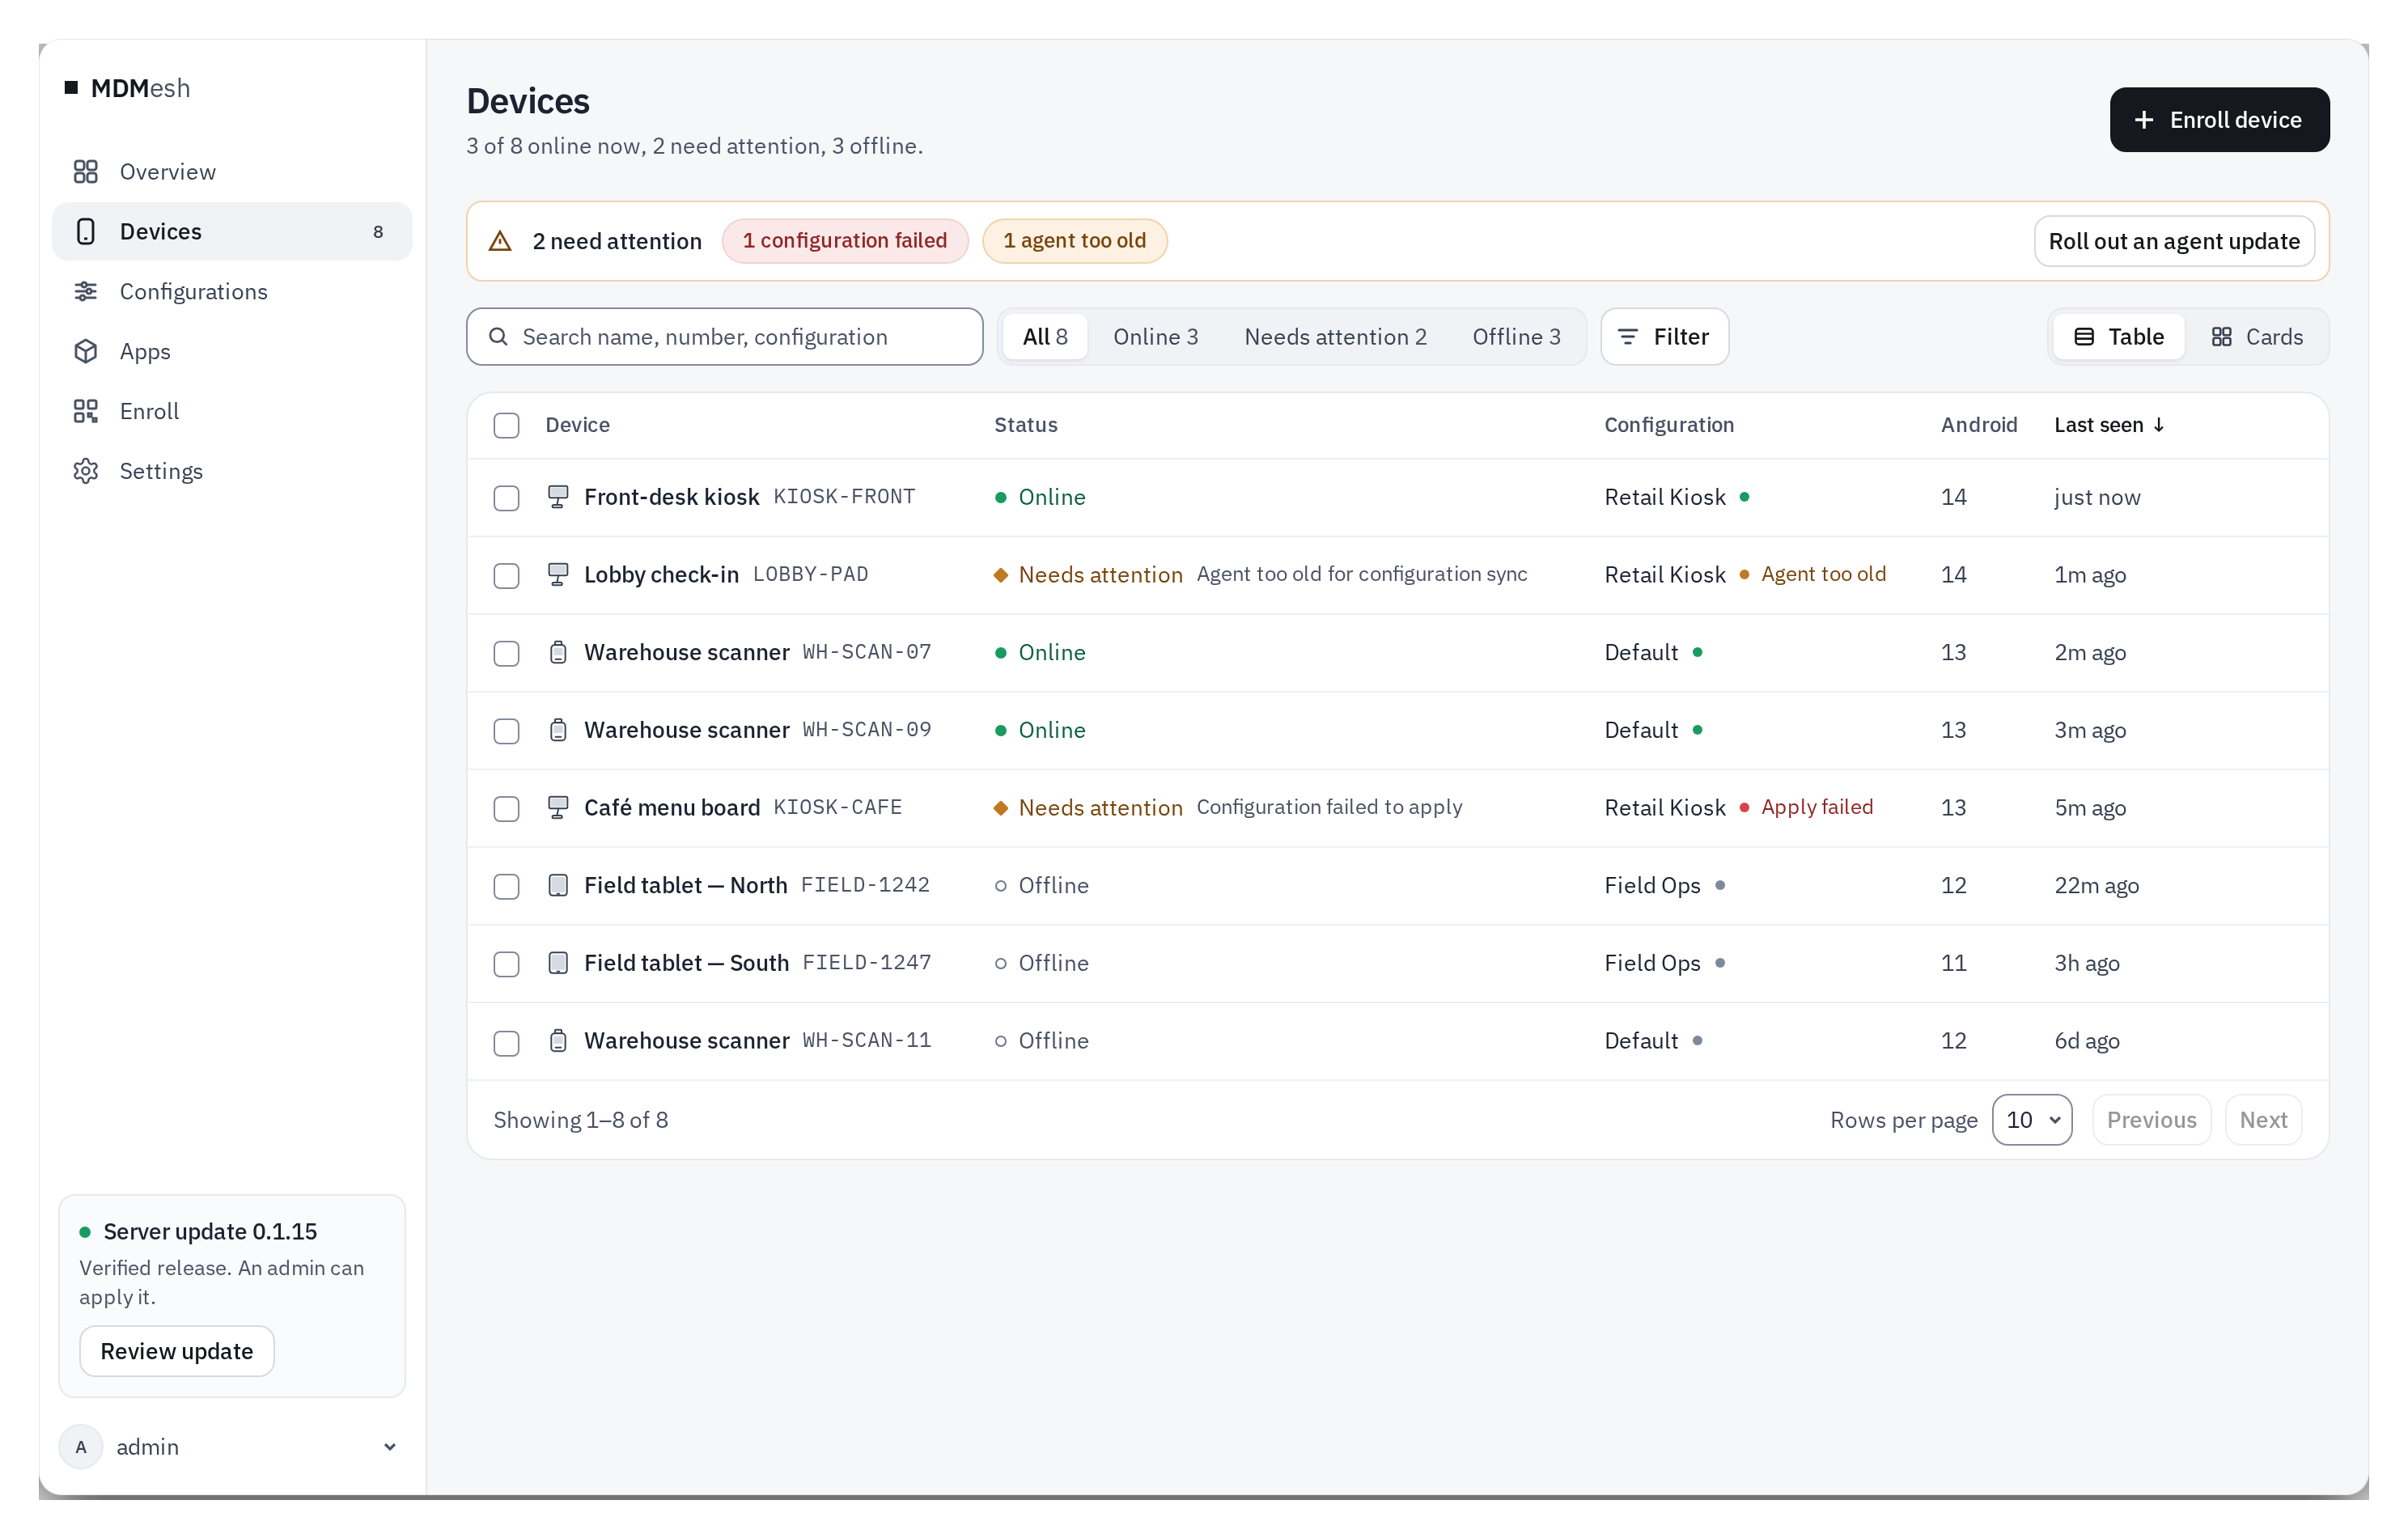 MDMesh
Overview
Devices 8
Configurations
Apps
Enroll
Settings
Server update 0.1.15
Verified release. An admin can
apply it.
Review update
A admin
Devices
3 of 8 online now, 2 need attention, 3 offline.
+ Enroll device
2 need attention 1 configuration failed 1 agent too old Roll out an agent update
Search name, number, configuration All 8 Online 3 Needs attention 2 Offline 3 Filter Table Cards
Device Status Configuration Android Last seen ↓
Front-desk kiosk KIOSK-FRONT Online Retail Kiosk 14 just now
Lobby check-in LOBBY-PAD Needs attention Agent too old for configuration sync Retail Kiosk Agent too old 14 1m ago
Warehouse scanner WH-SCAN-07 Online Default 13 2m ago
Warehouse scanner WH-SCAN-09 Online Default 13 3m ago
Café menu board KIOSK-CAFE Needs attention Configuration failed to apply Retail Kiosk Apply failed 13 5m ago
Field tablet — North FIELD-1242 Offline Field Ops 12 22m ago
Field tablet — South FIELD-1247 Offline Field Ops 11 3h ago
Warehouse scanner WH-SCAN-11 Offline Default 12 6d ago
Showing 1–8 of 8 Rows per page 10 Previous Next